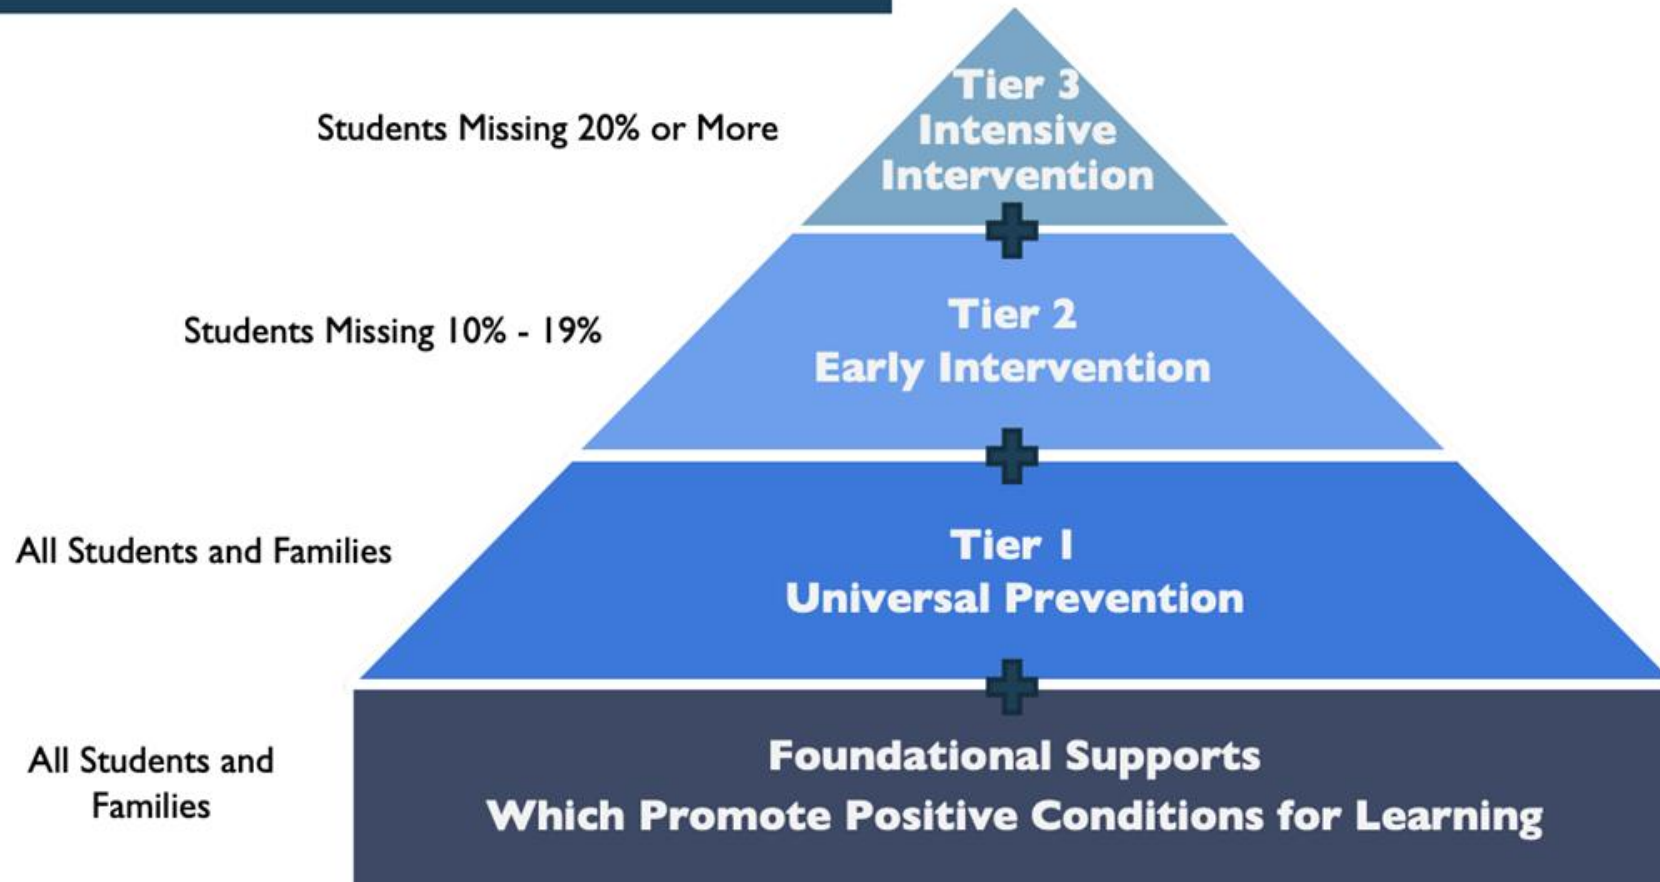 Tier 3
Intensive
Intervention
Students Missing 20% or More
Tier 2
Early Intervention
Students Missing 10% - 19%
Tier 1
Universal Prevention
All Students and Families
Foundational Supports
Which Promote Positive Conditions for Learning
All Students and
Families